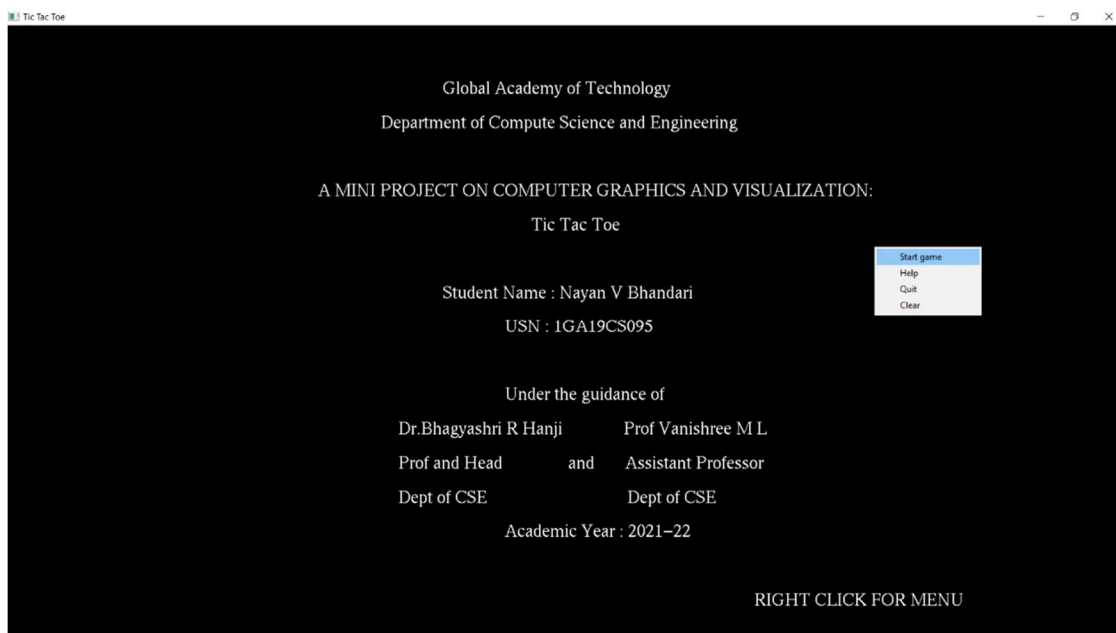 Tic Tac Toe
Global Academy of Technology
Department of Compute Science and Engineering
A MINI PROJECT ON COMPUTER GRAPHICS AND VISUALIZATION:
Tic Tac Toe
Start game
Help
Quit
Clear
Student Name : Nayan V Bhandari
USN : 1GA19CS095
Under the guidance of
Dr.Bhagyashri R Hanji Prof Vanishree M L
Prof and Head and Assistant Professor
Dept of CSE Dept of CSE
Academic Year : 2021–22
RIGHT CLICK FOR MENU